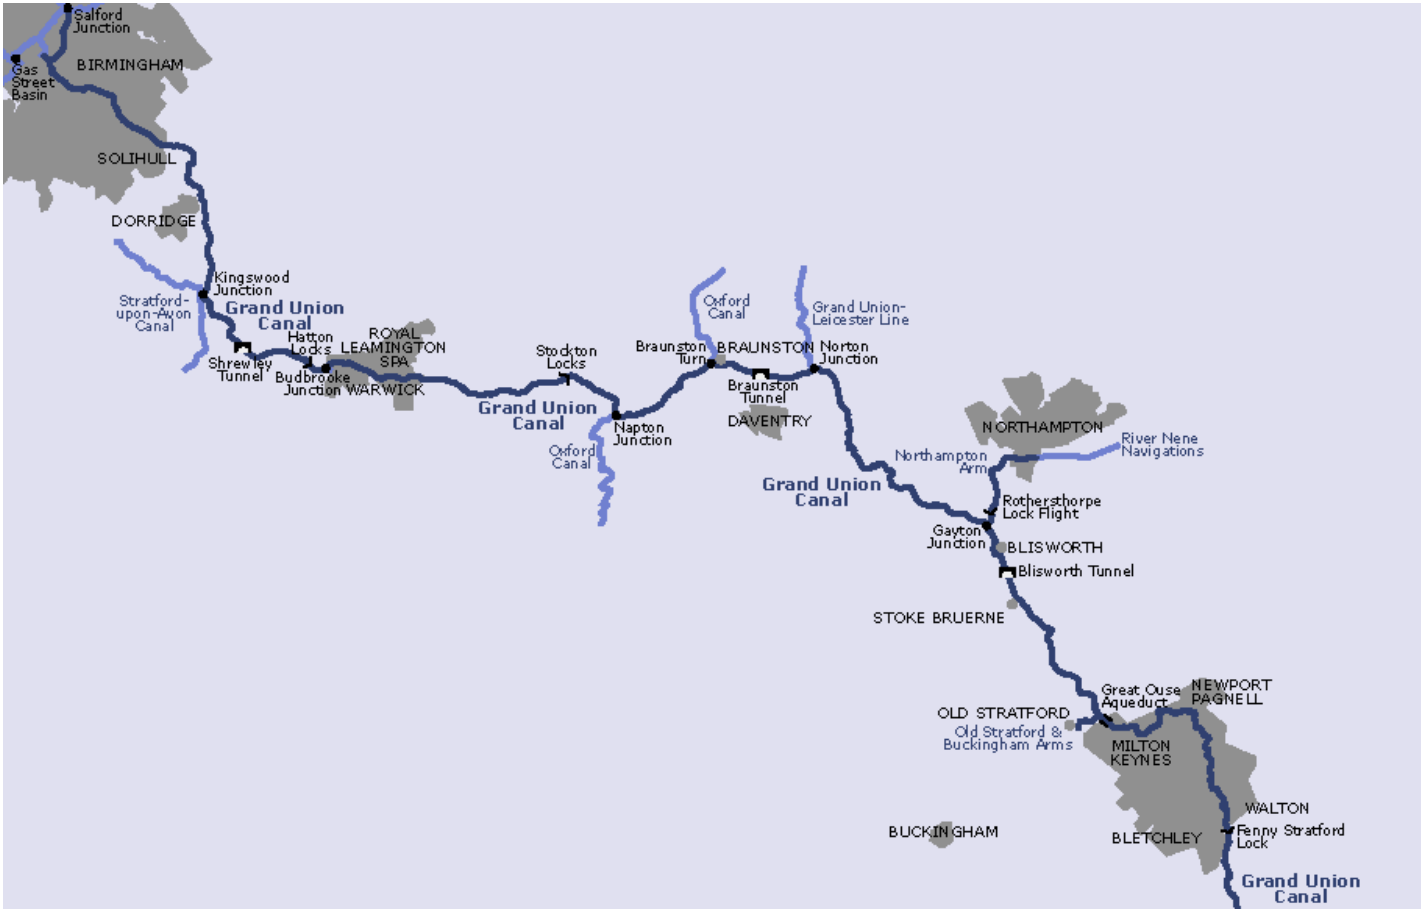 Salford
Junction
BIRMINGHAM
Gas
Street
Basin
SOLIHULL
DORRIDGE
Kingswood
Junction
Stratford-
upon-Avon
Canal
Grand Union
Canal
Hatton
Locks
ROYAL
LEAMINGTON
SPA
Shrewley
Tunnel
Budbrooke
Junction
WARWICK
Stockton
Locks
Grand Union
Canal
Napton
Junction
Oxford
Canal
Braunston
Turn
Oxford
Canal
BRAUNSTON
Braunston
Tunnel
DAVENTRY
Grand Union-
Leicester Line
Norton
Junction
Grand Union
Canal
NORTHAMPTON
Northampton
Arm
River Nene
Navigations
Rothersthorpe
Lock Flight
Gayton
Junction
BLISWORTH
Blisworth Tunnel
STOKE BRUERNE
Great Ouse
Aqueduct
NEWPORT
PAGNELL
OLD STRATFORD
Old Stratford &
Buckingham Arms
MILTON
KEYNES
WALTON
BUCKINGHAM
BLETCHLEY
Fenny Stratford
Lock
Grand Union
Canal